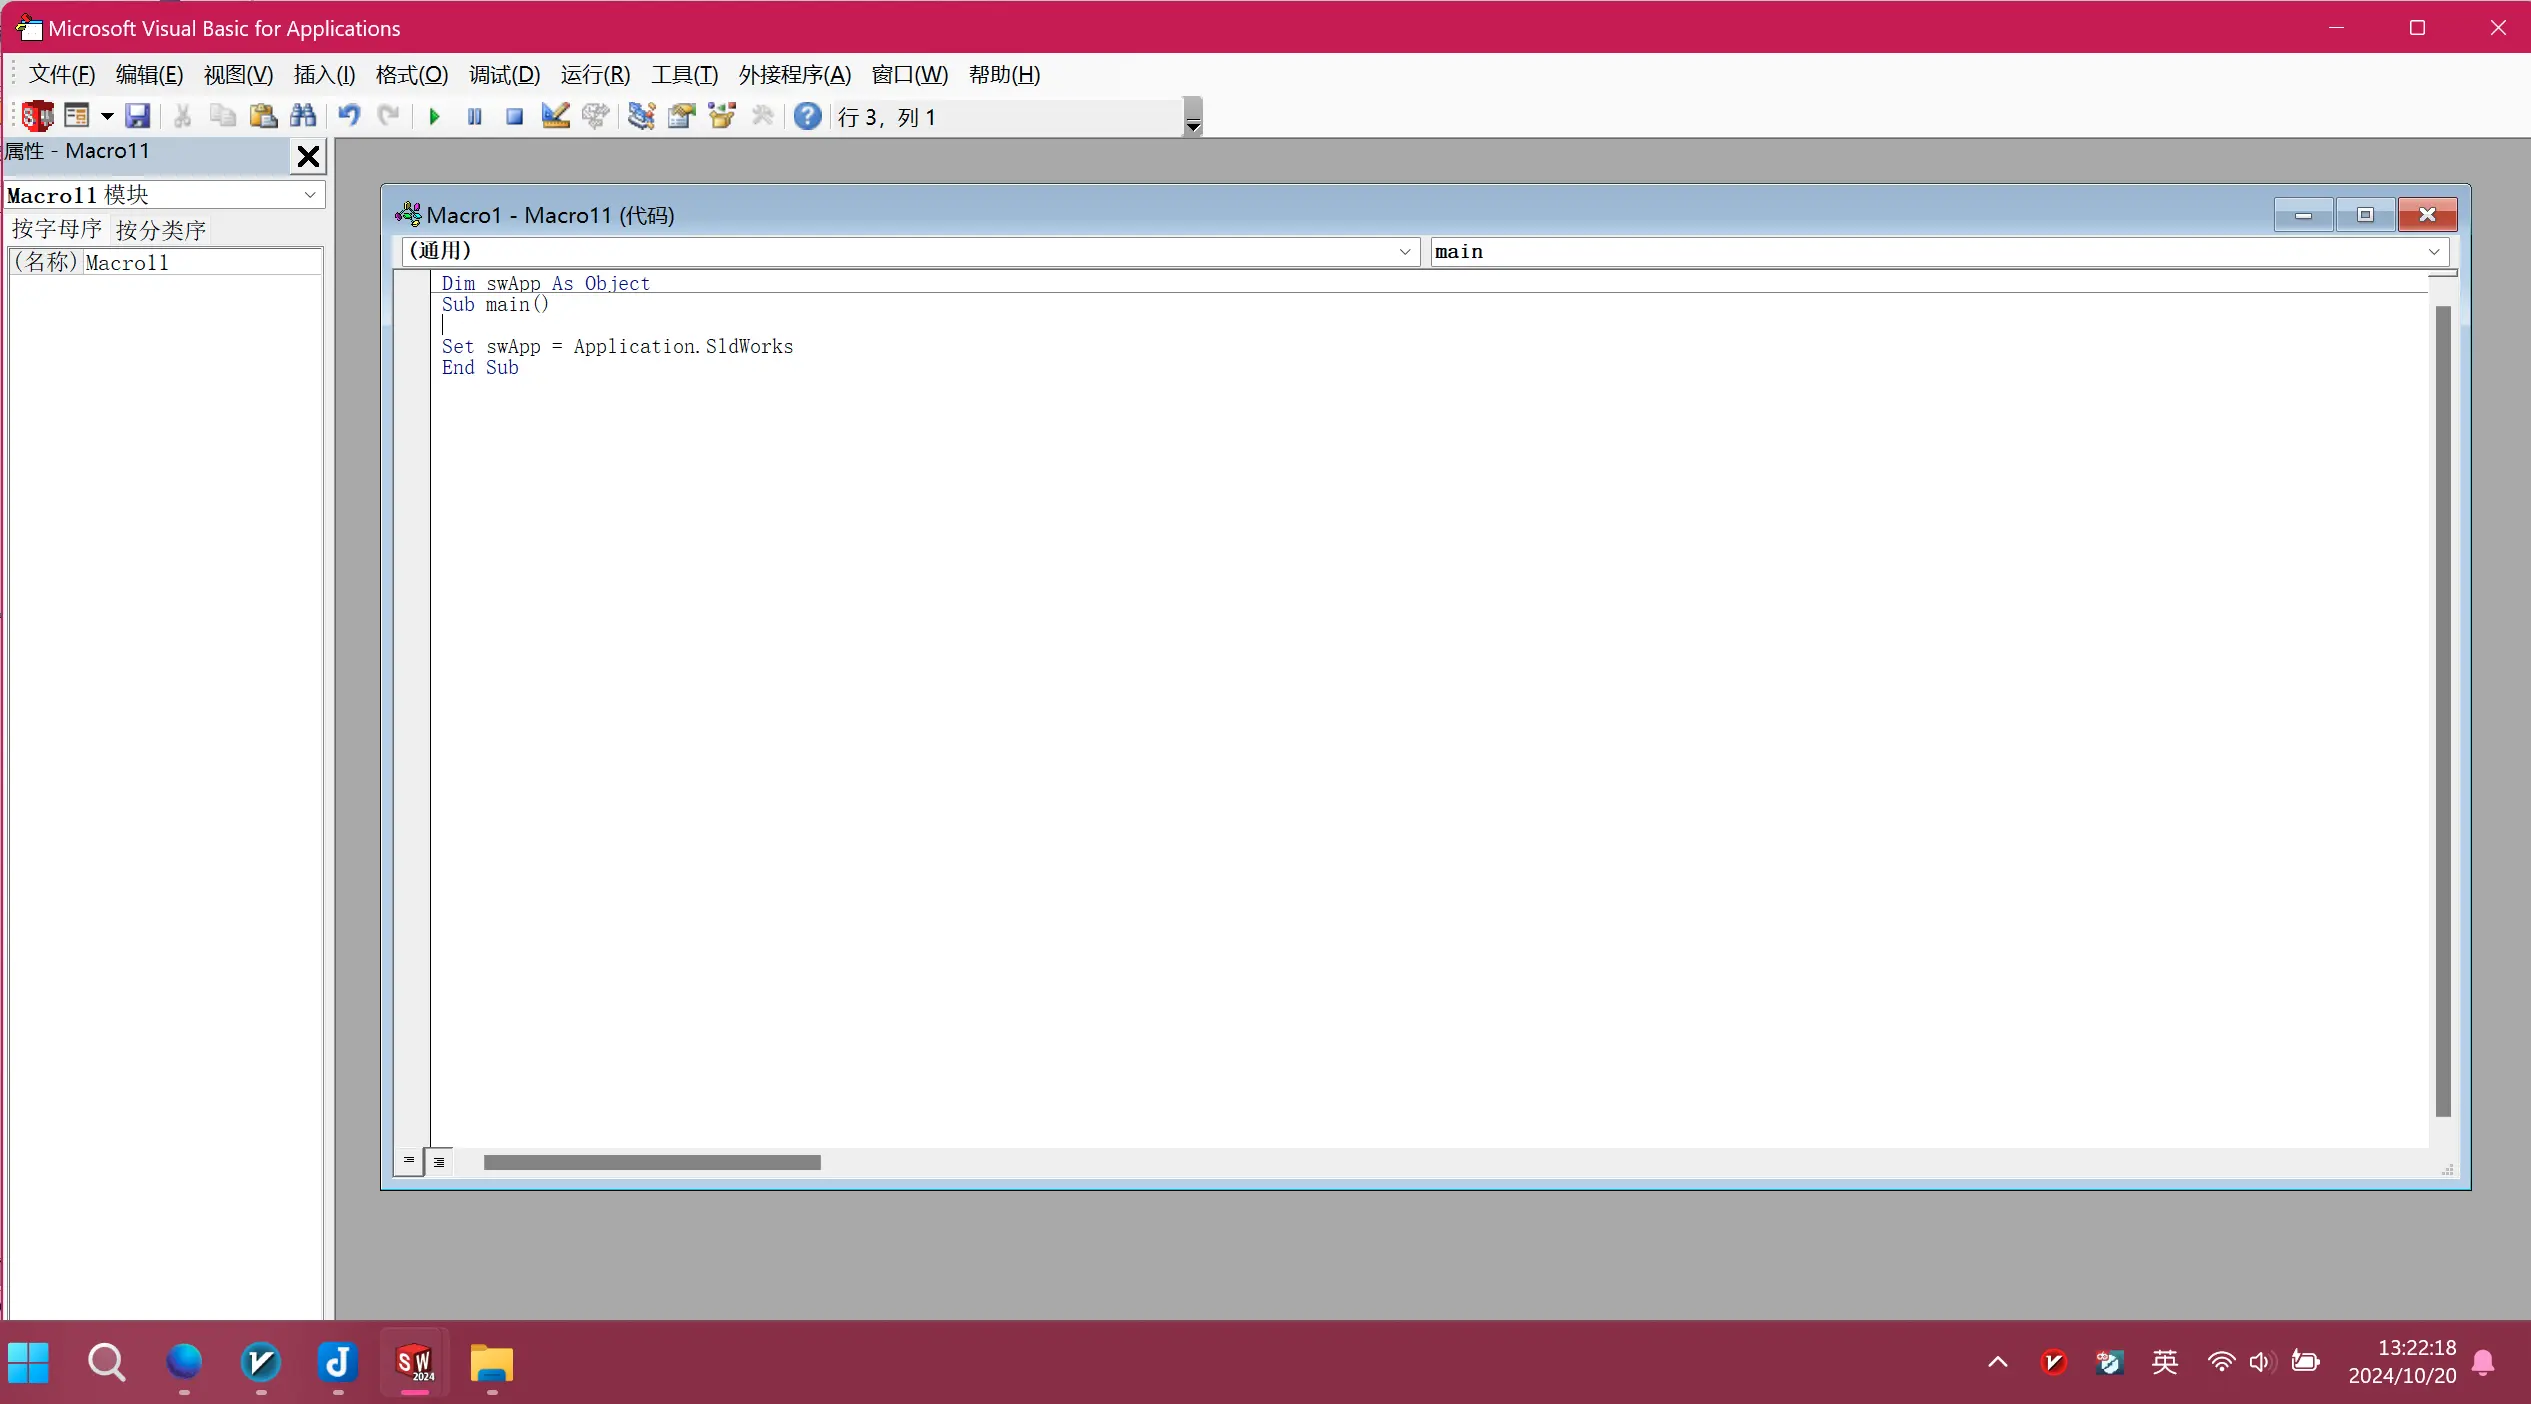 Microsoft Visual Basic for Applications
文件(F) 编辑(E) 视图(V) 插入(I) 格式(O) 调试(D) 运行(R) 工具(T) 外接程序(A) 窗口(W) 帮助(H)
行 3，列 1
属性 - Macro11
Macro11 模块
按字母序 按分类序
(名称) Macro11
Macro1 - Macro11 (代码)
(通用) main
Dim swApp As Object
Sub main()
Set swApp = Application.SldWorks
End Sub
SW
2024
英
13:22:18
2024/10/20